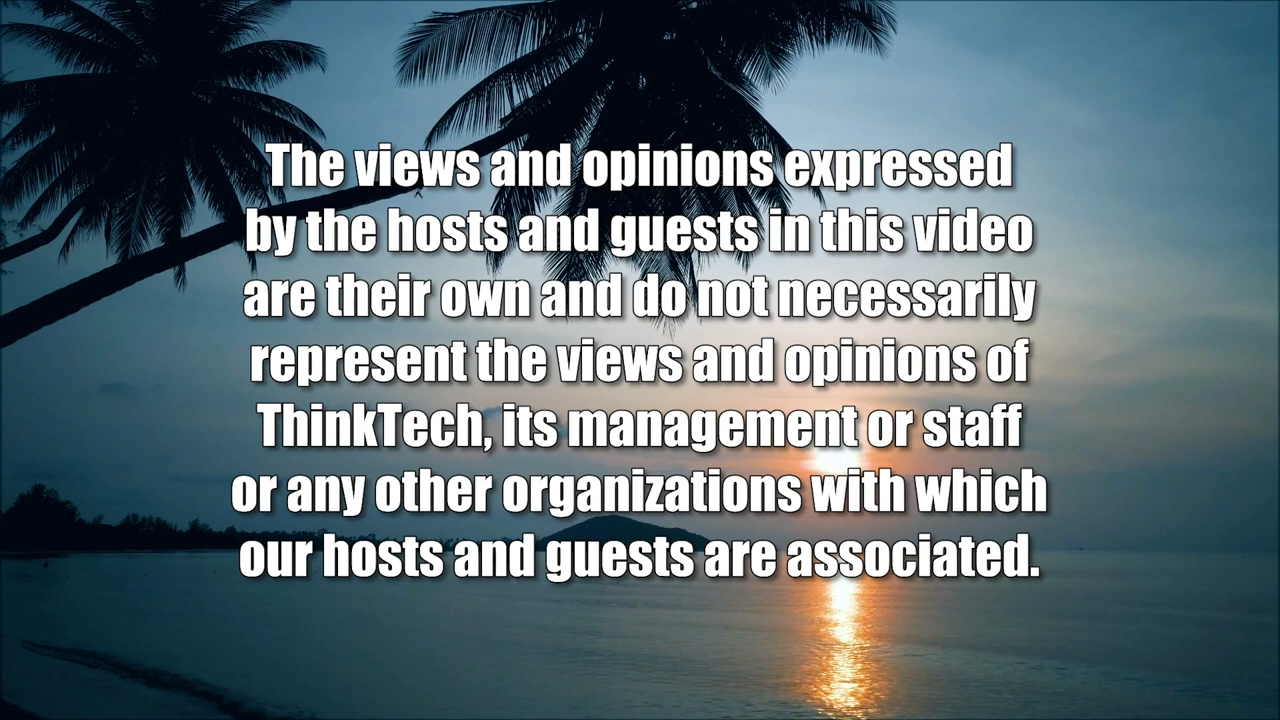 The views and opinions expressed
by the hosts and guests in this video
are their own and do not necessarily
represent the views and opinions of
ThinkTech, its management or staff
or any other organizations with which
our hosts and guests are associated.